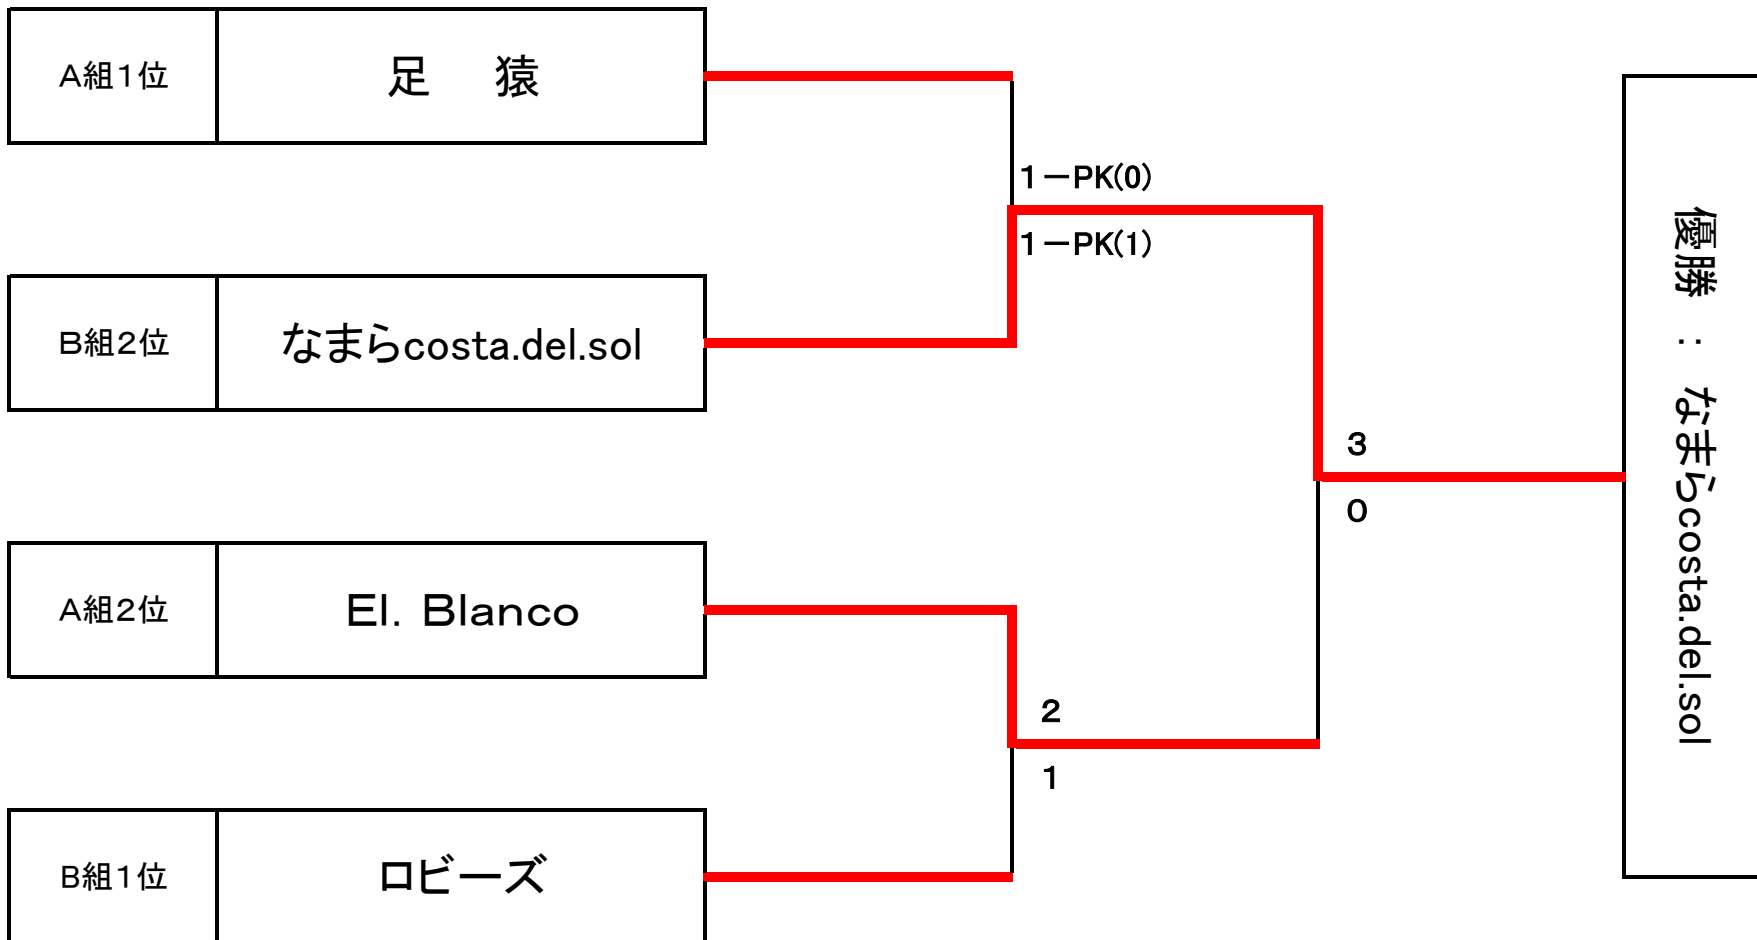 A組1位
足　猿
1-PK(0)
1-PK(1)
B組2位
なまらcosta.del.sol
3
0
A組2位
El. Blanco
2
1
B組1位
ロビーズ
優勝 : なまらcosta.del.sol